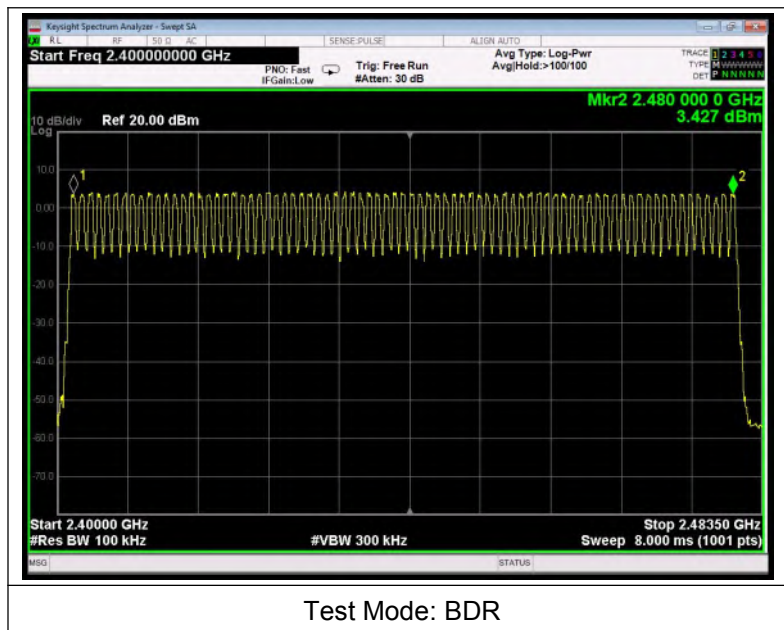 Keysight Spectrum Analyzer - Swept SA
RL RF 50 Ω AC SENSE:PULSE ALIGN AUTO
Start Freq 2.400000000 GHz
PNO: Fast
IFGain:Low
Trig: Free Run
#Atten: 30 dB
Avg Type: Log-Pwr
Avg|Hold:>100/100
TRACE 1 2 3 4 5 6
TYPE M W W W W W
DET P N N N N N
Mkr2 2.480 000 0 GHz
3.427 dBm
10 dB/div Ref 20.00 dBm
Log
1
2
10.0
0.00
-10.0
-20.0
-30.0
-40.0
-50.0
-60.0
-70.0
Start 2.40000 GHz
Stop 2.48350 GHz
#Res BW 100 kHz
#VBW 300 kHz
Sweep 8.000 ms (1001 pts)
MSG STATUS
Test Mode: BDR